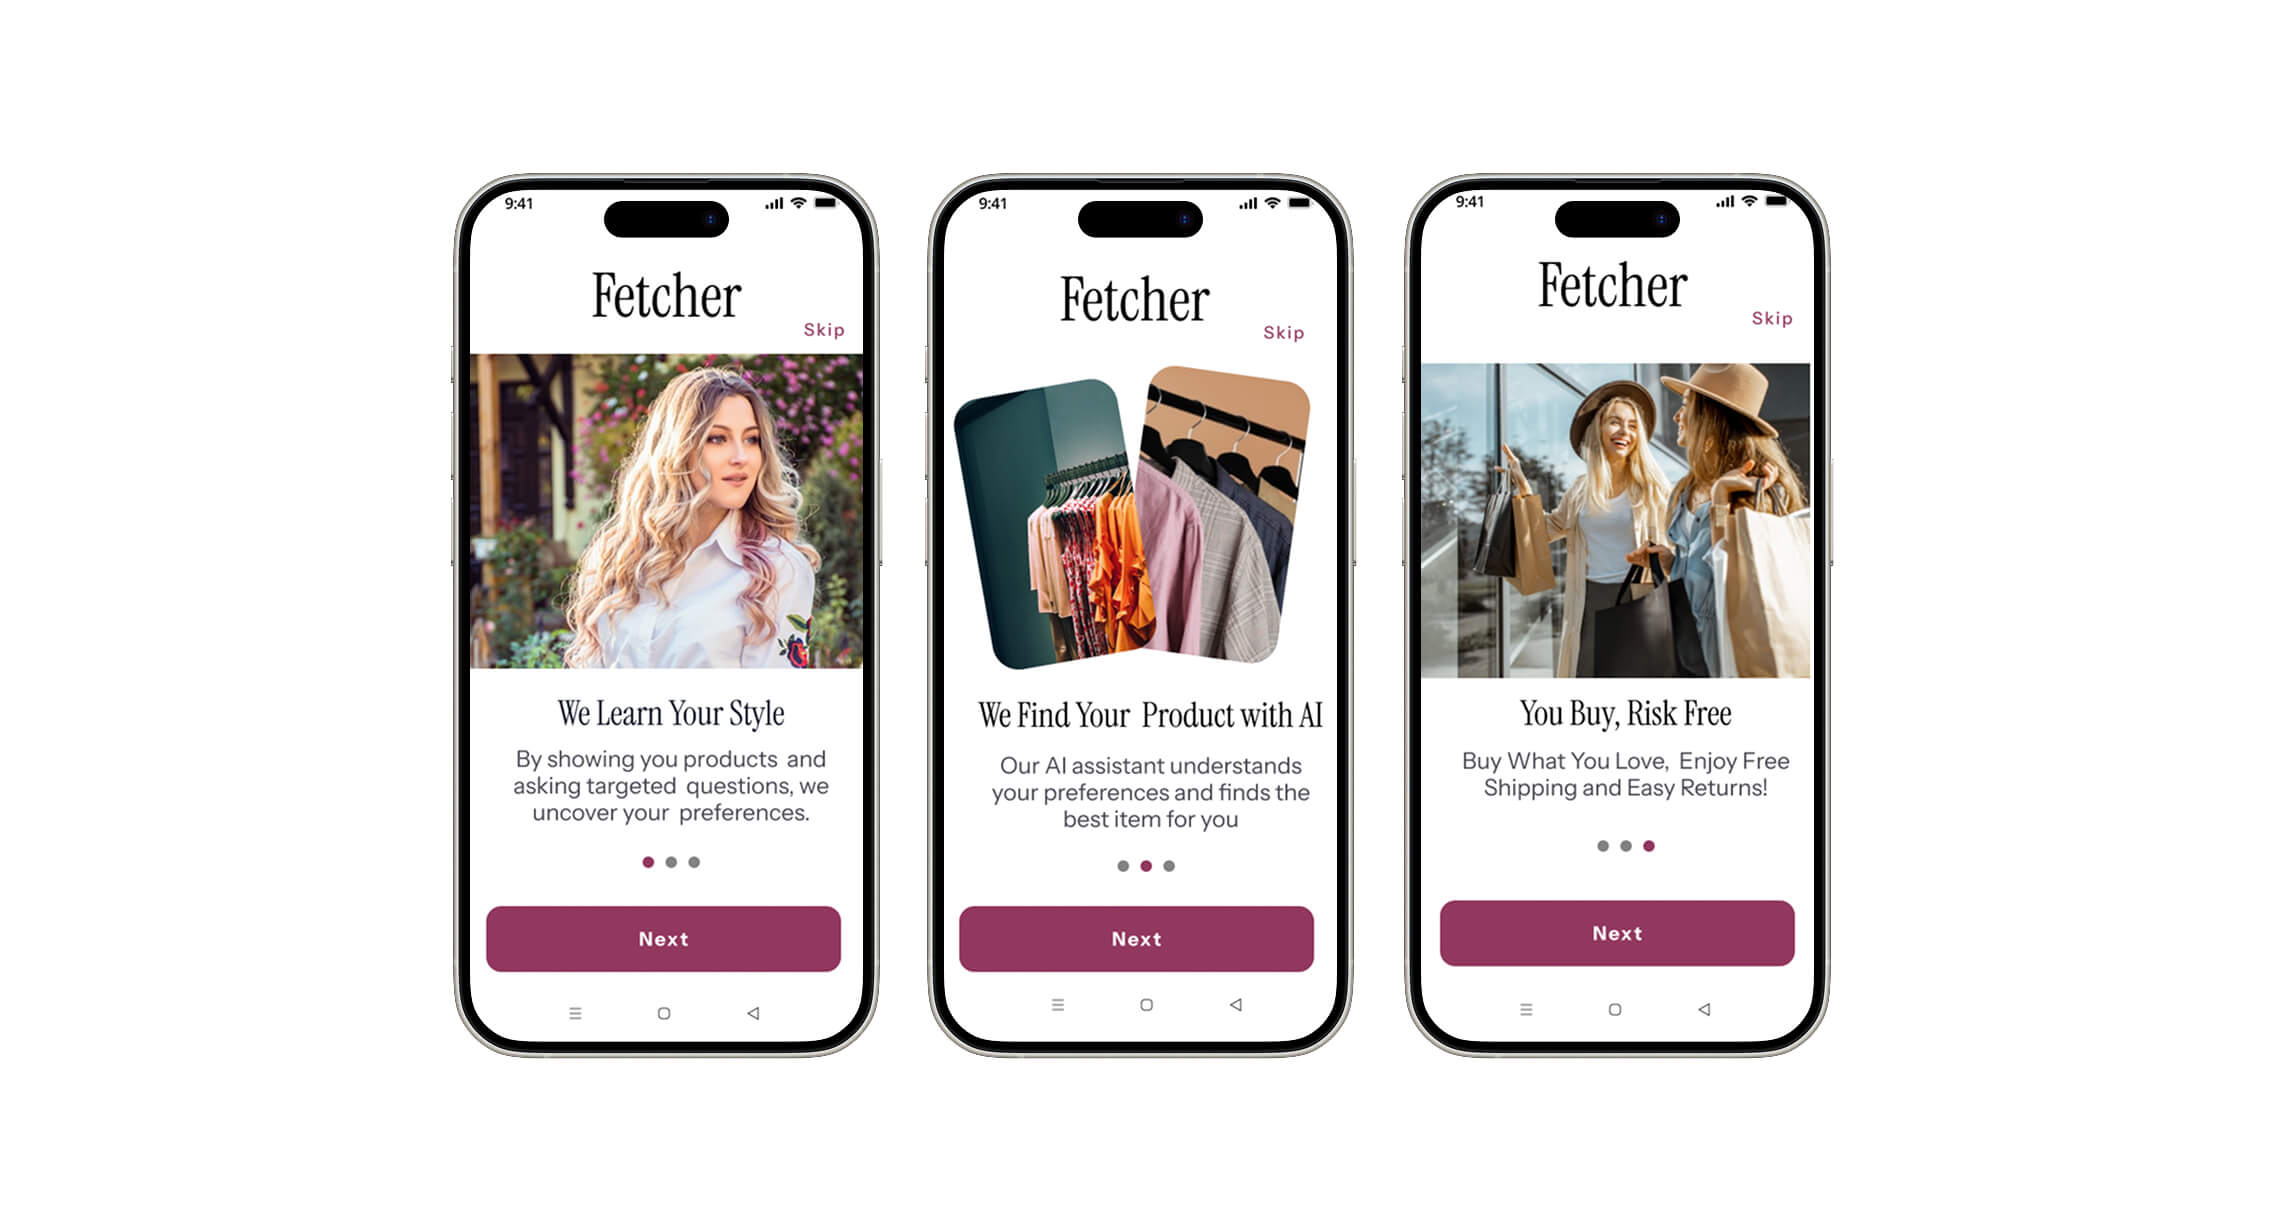 9:41
Fetcher
Skip
We Learn Your Style
By showing you products and
asking targeted questions, we
uncover your preferences.
Next
9:41
Fetcher
Skip
We Find Your Product with AI
Our AI assistant understands
your preferences and finds the
best item for you
Next
9:41
Fetcher
Skip
You Buy, Risk Free
Buy What You Love, Enjoy Free
Shipping and Easy Returns!
Next